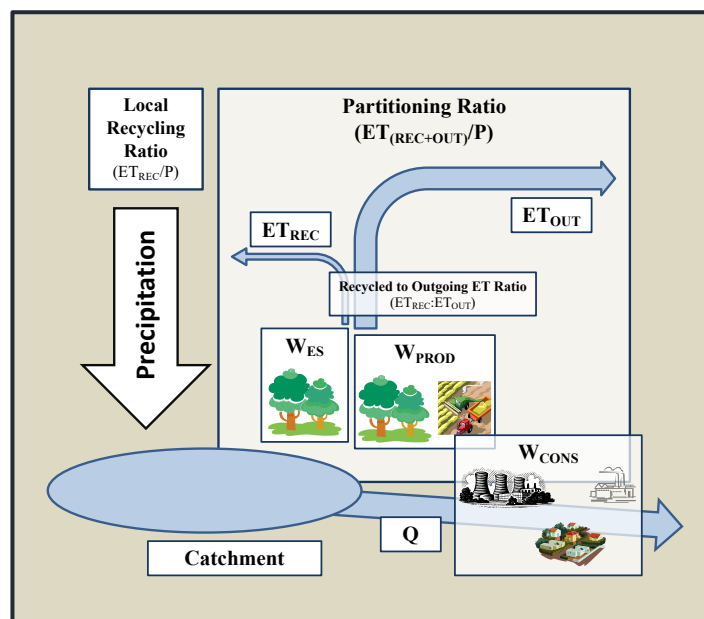 Local
Recycling
Ratio
(ET_REC/P)
Partitioning Ratio
(ET_(REC+OUT)/P)
ET_REC
ET_OUT
Recycled to Outgoing ET Ratio
(ET_REC:ET_OUT)
Precipitation
W_ES
W_PROD
W_CONS
Q
Catchment